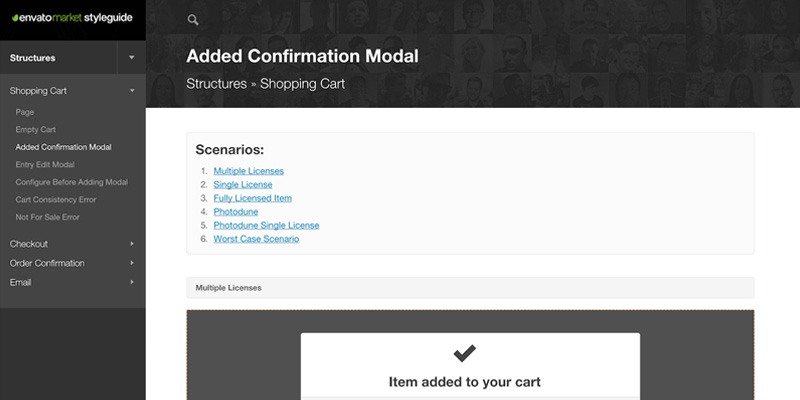 envatomarket styleguide
Structures
Shopping Cart
Page
Empty Cart
Added Confirmation Modal
Entry Edit Modal
Configure Before Adding Modal
Cart Consistency Error
Not For Sale Error
Checkout
Order Confirmation
Email
Added Confirmation Modal
Structures » Shopping Cart
Scenarios:
1. Multiple Licenses
2. Single License
3. Fully Licensed Item
4. Photodune
5. Photodune Single License
6. Worst Case Scenario
Multiple Licenses
Item added to your cart